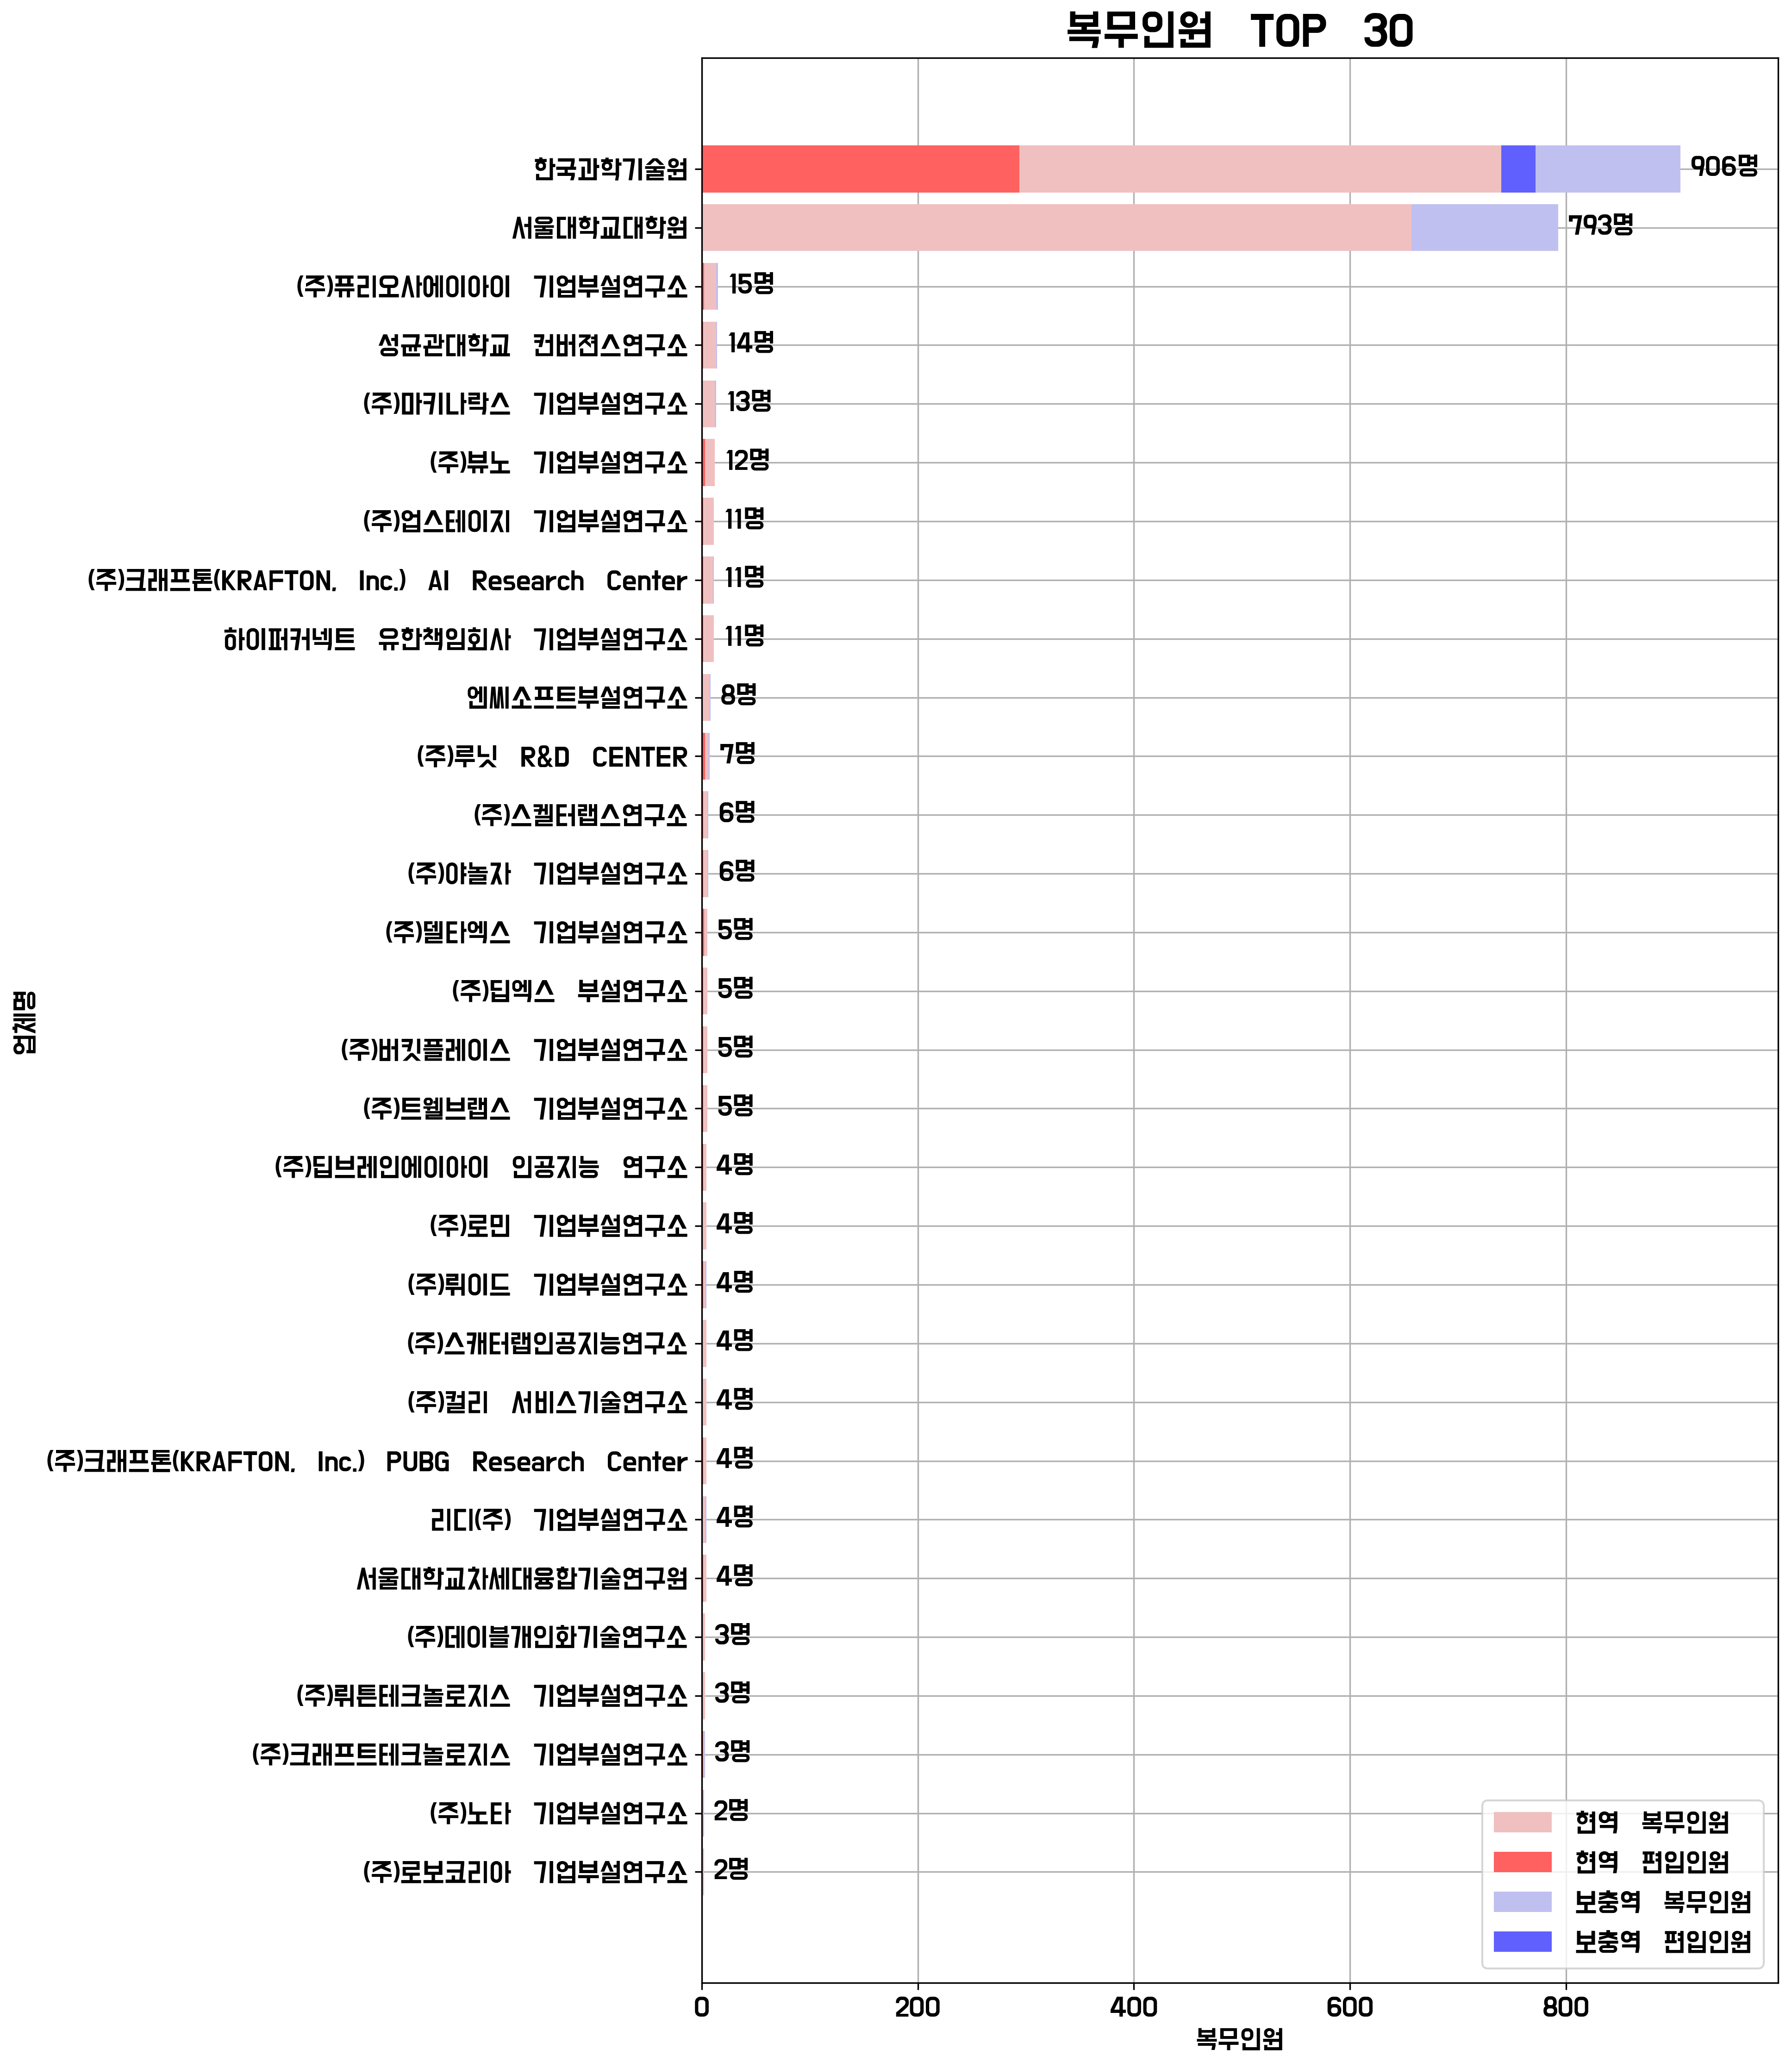 복무인원 TOP 30
한국과학기술원 906명
서울대학교대학원 793명
(주)퓨리오사에이아이 기업부설연구소 15명
성균관대학교 컨버젼스연구소 14명
(주)마키나락스 기업부설연구소 13명
(주)뷰노 기업부설연구소 12명
(주)업스테이지 기업부설연구소 11명
(주)크래프톤(KRAFTON, Inc.) AI Research Center 11명
하이퍼커넥트 유한책임회사 기업부설연구소 11명
엔씨소프트부설연구소 8명
(주)루닛 R&D CENTER 7명
(주)스켈터랩스연구소 6명
(주)야놀자 기업부설연구소 6명
(주)델타엑스 기업부설연구소 5명
(주)딥엑스 부설연구소 5명
(주)버킷플레이스 기업부설연구소 5명
(주)트웰브랩스 기업부설연구소 5명
(주)딥브레인에이아이 인공지능 연구소 4명
(주)로민 기업부설연구소 4명
(주)뤼이드 기업부설연구소 4명
(주)스캐터랩인공지능연구소 4명
(주)컬리 서비스기술연구소 4명
(주)크래프톤(KRAFTON, Inc.) PUBG Research Center 4명
리디(주) 기업부설연구소 4명
서울대학교차세대융합기술연구원 4명
(주)데이블개인화기술연구소 3명
(주)뤼튼테크놀로지스 기업부설연구소 3명
(주)크래프트테크놀로지스 기업부설연구소 3명
(주)노타 기업부설연구소 2명
(주)로보코리아 기업부설연구소 2명
업체명
현역 복무인원
현역 편입인원
보충역 복무인원
보충역 편입인원
0 200 400 600 800
복무인원